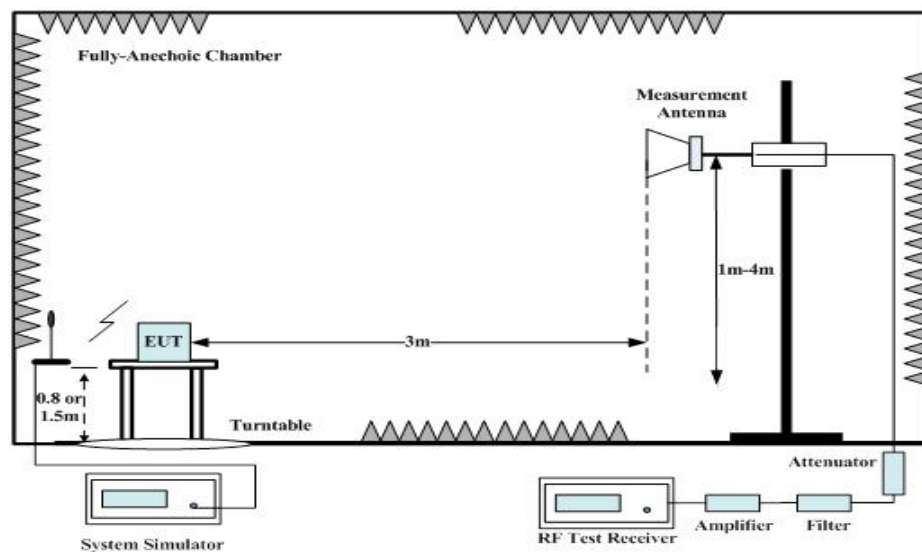 Fully-Anechoic Chamber
Measurement
Antenna
1m-4m
EUT
3m
0.8 or
1.5m
Turntable
Attenuator
System Simulator
RF Test Receiver
Amplifier
Filter